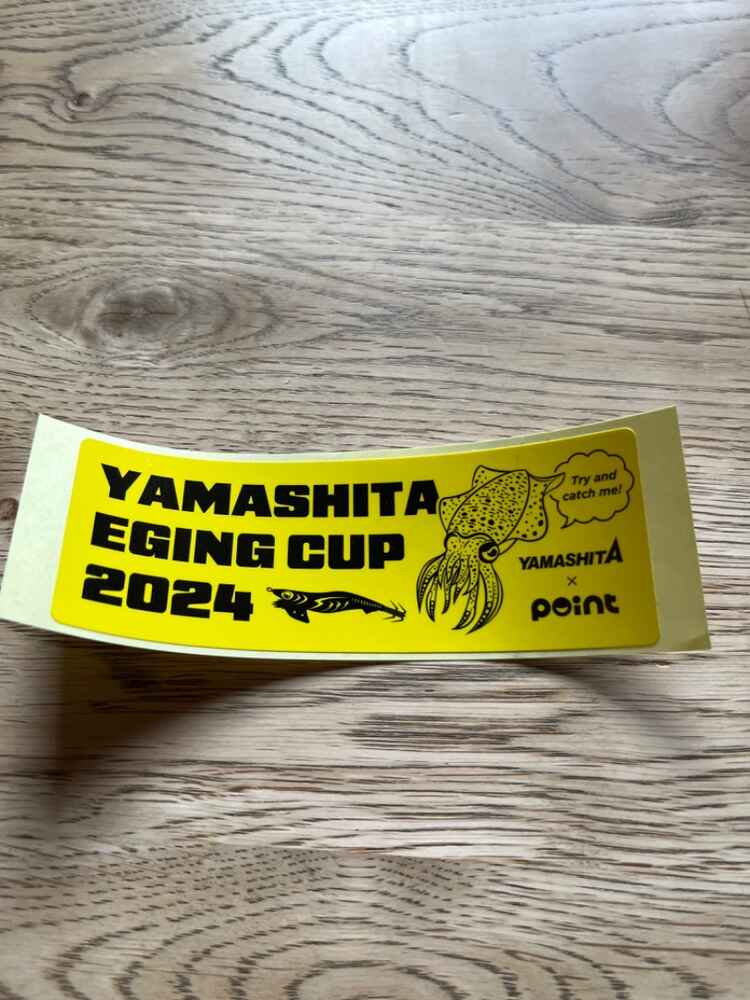 YAMASHITA
EGING CUP
2024
Try and
catch me!
YAMASHITA
×
point